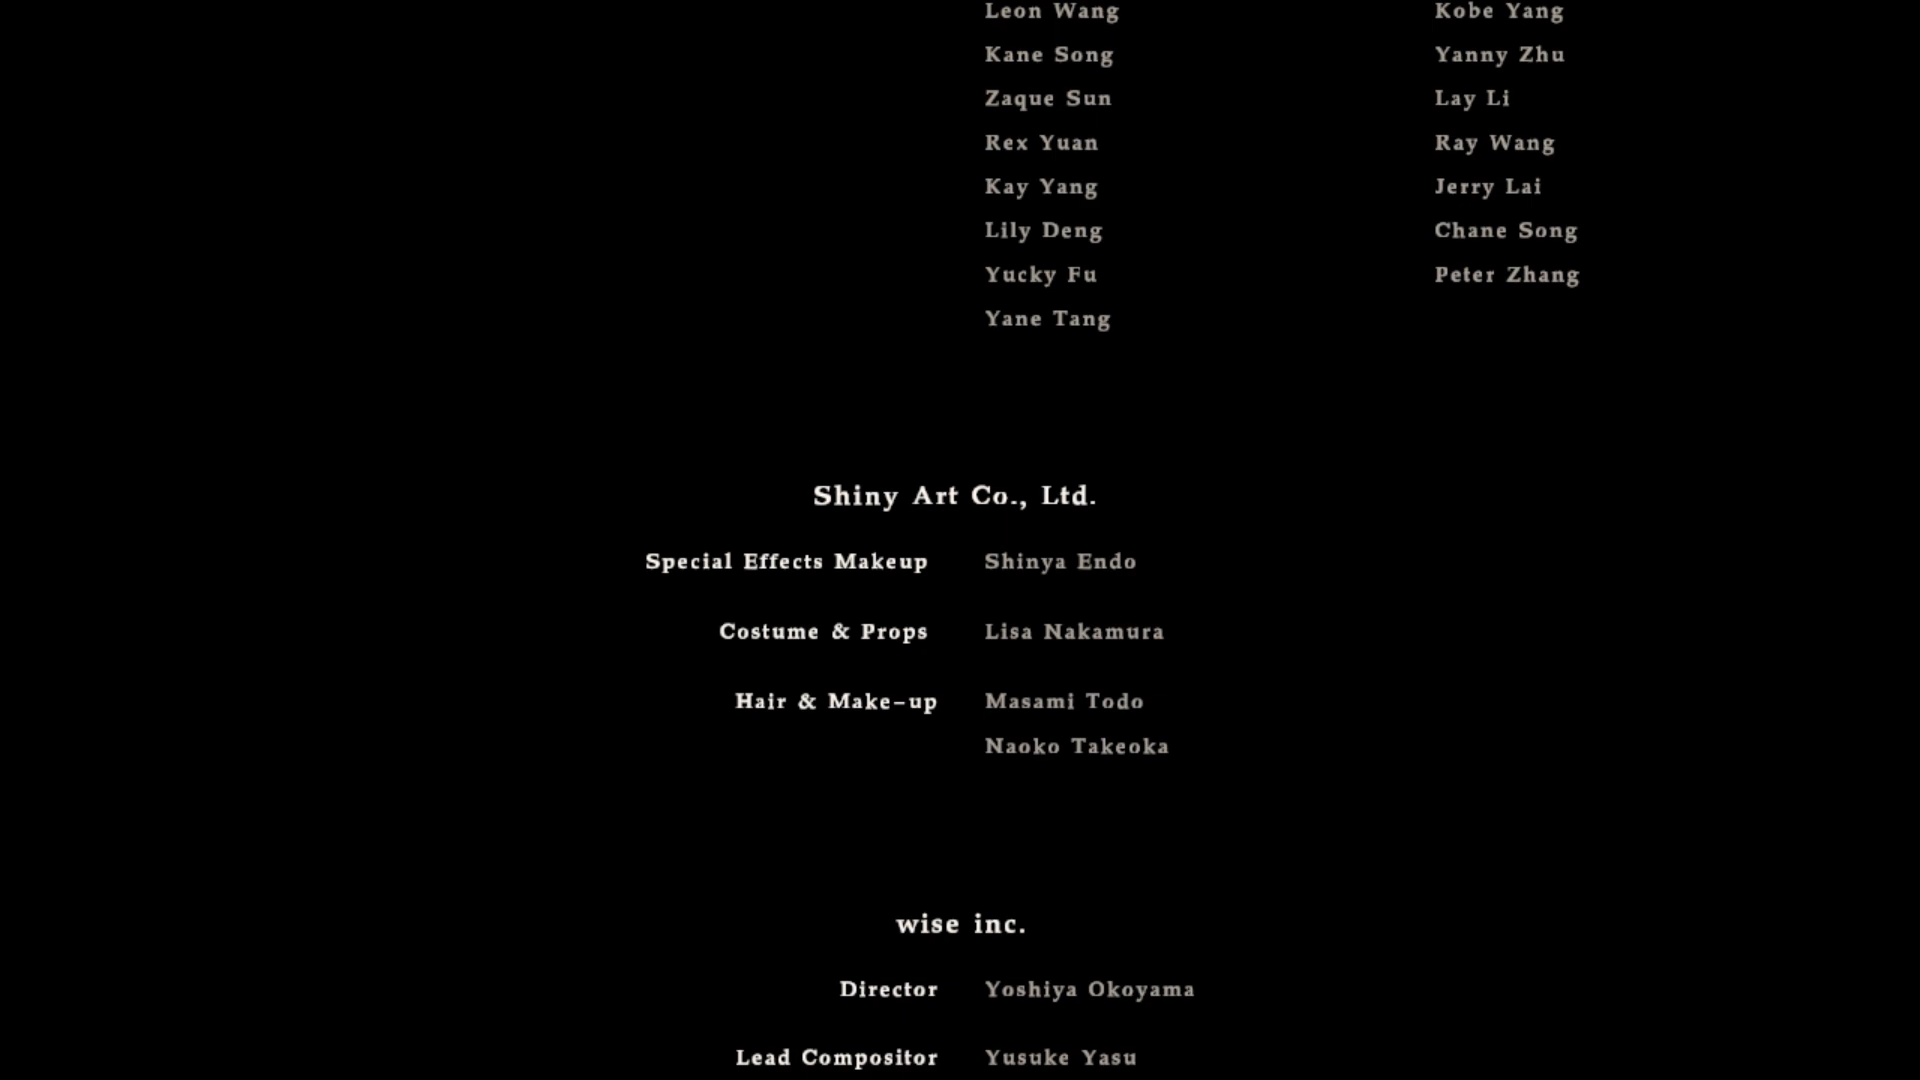 Leon Wang Kobe Yang
Kane Song Yanny Zhu
Zaque Sun Lay Li
Rex Yuan Ray Wang
Kay Yang Jerry Lai
Lily Deng Chane Song
Yucky Fu Peter Zhang
Yane Tang
Shiny Art Co., Ltd.
Special Effects Makeup Shinya Endo
Costume & Props Lisa Nakamura
Hair & Make-up Masami Todo
Naoko Takeoka
wise inc.
Director Yoshiya Okoyama
Lead Compositor Yusuke Yasu